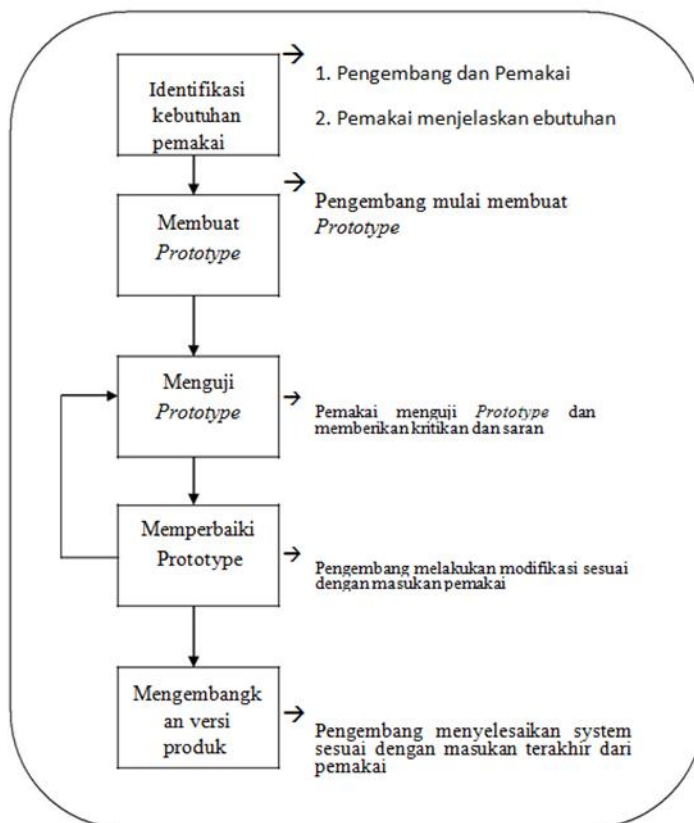 Identifikasi
kebutuhan
pemakai
1. Pengembang dan Pemakai
2. Pemakai menjelaskan ebutuhan
Membuat
Prototype
Pengembang mulai membuat
Prototype
Menguji
Prototype
Pemakai menguji Prototype dan
memberikan kritikan dan saran
Memperbaiki
Prototype
Pengembang melakukan modifikasi sesuai
dengan masukan pemakai
Mengembangk
an versi
produk
Pengembang menyelesaikan system
sesuai dengan masukan terakhir dari
pemakai